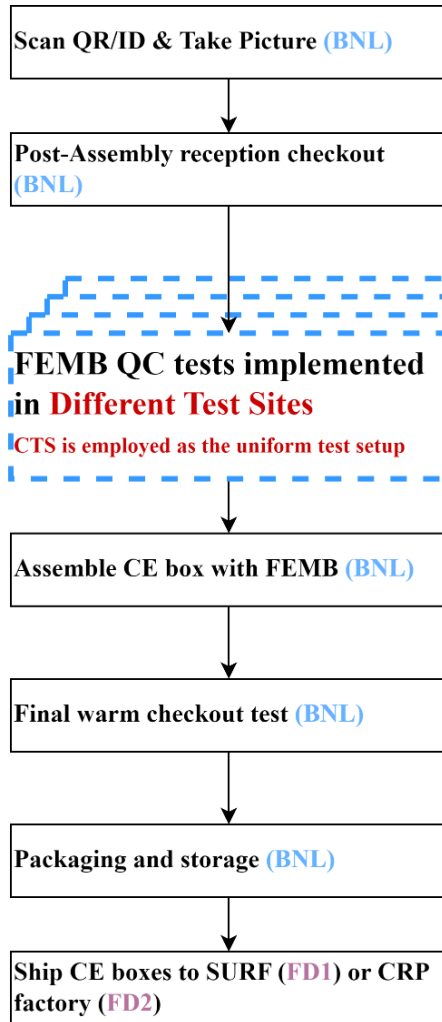 Scan QR/ID & Take Picture (BNL)
Post-Assembly reception checkout
(BNL)
FEMB QC tests implemented
in Different Test Sites
CTS is employed as the uniform test setup
Assemble CE box with FEMB (BNL)
Final warm checkout test (BNL)
Packaging and storage (BNL)
Ship CE boxes to SURF (FD1) or CRP
factory (FD2)